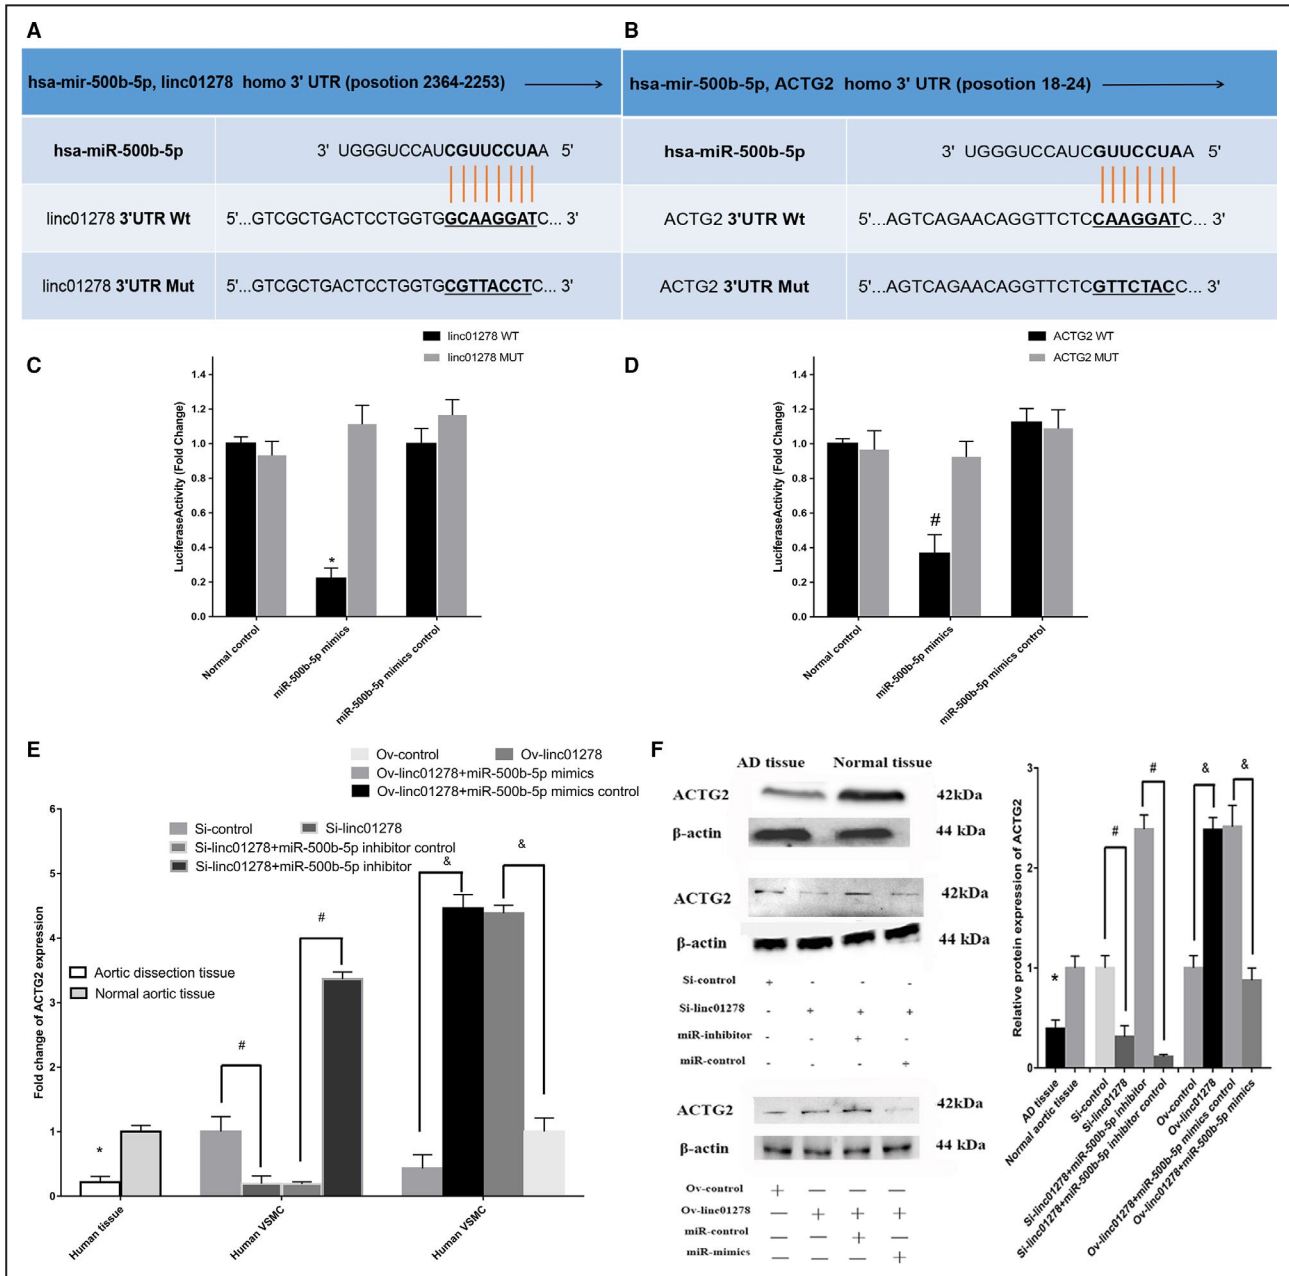 A
hsa-mir-500b-5p, linc01278 homo 3' UTR (posotion 2364-2253)
hsa-miR-500b-5p
3' UGGGUCCAUCGUUCCUAA 5'
linc01278 3'UTR Wt
5'...GTCGCTGACTCCTGGTGGCAAGGATC... 3'
linc01278 3'UTR Mut
5'...GTCGCTGACTCCTGGTGCGTTACCTC... 3'
B
hsa-mir-500b-5p, ACTG2 homo 3' UTR (posotion 18-24)
hsa-miR-500b-5p
3' UGGGUCCAUCGUUCCUAA 5'
ACTG2 3'UTR Wt
5'...AGTCAGAACAGGTTCTCCAAGGATC... 3'
ACTG2 3'UTR Mut
5'...AGTCAGAACAGGTTCTCGTTCTACC... 3'
C
linc01278 WT
linc01278 MUT
LuciferaseActivity (Fold Change)
1.4
1.2
1.0
0.8
0.6
0.4
0.2
0.0
*
Normal control
miR-500b-5p mimics
miR-500b-5p mimics control
D
ACTG2 WT
ACTG2 MUT
LuciferaseActivity (Fold Change)
1.4
1.2
1.0
0.8
0.6
0.4
0.2
0.0
#
Normal control
miR-500b-5p mimics
miR-500b-5p mimics control
E
Ov-control
Ov-linc01278
Ov-linc01278+miR-500b-5p mimics
Ov-linc01278+miR-500b-5p mimics control
Si-control
Si-linc01278
Si-linc01278+miR-500b-5p inhibitor control
Si-linc01278+miR-500b-5p inhibitor
Aortic dissection tissue
Normal aortic tissue
Fold change of ACTG2 expression
6
5
4
3
2
1
0
*
#
#
&
&
Human tissue
Human VSMC
Human VSMC
F
AD tissue Normal tissue
ACTG2 42kDa
β-actin 44 kDa
ACTG2 42kDa
β-actin 44 kDa
Si-control + - - -
Si-linc01278 - + + +
miR-inhibitor - - + -
miR-control - - - +
ACTG2 42kDa
β-actin 44 kDa
Ov-control + — — —
Ov-linc01278 — + + +
miR-control — — + —
miR-mimics — — — +
Relative protein expression of ACTG2
3
2
1
0
*
#
#
&
&
AD tissue
Normal aortic tissue
Si-control
Si-linc01278
Si-linc01278+miR-500b-5p inhibitor
Si-linc01278+miR-500b-5p inhibitor control
Ov-control
Ov-linc01278
Ov-linc01278+miR-500b-5p mimics control
Ov-linc01278+miR-500b-5p mimics